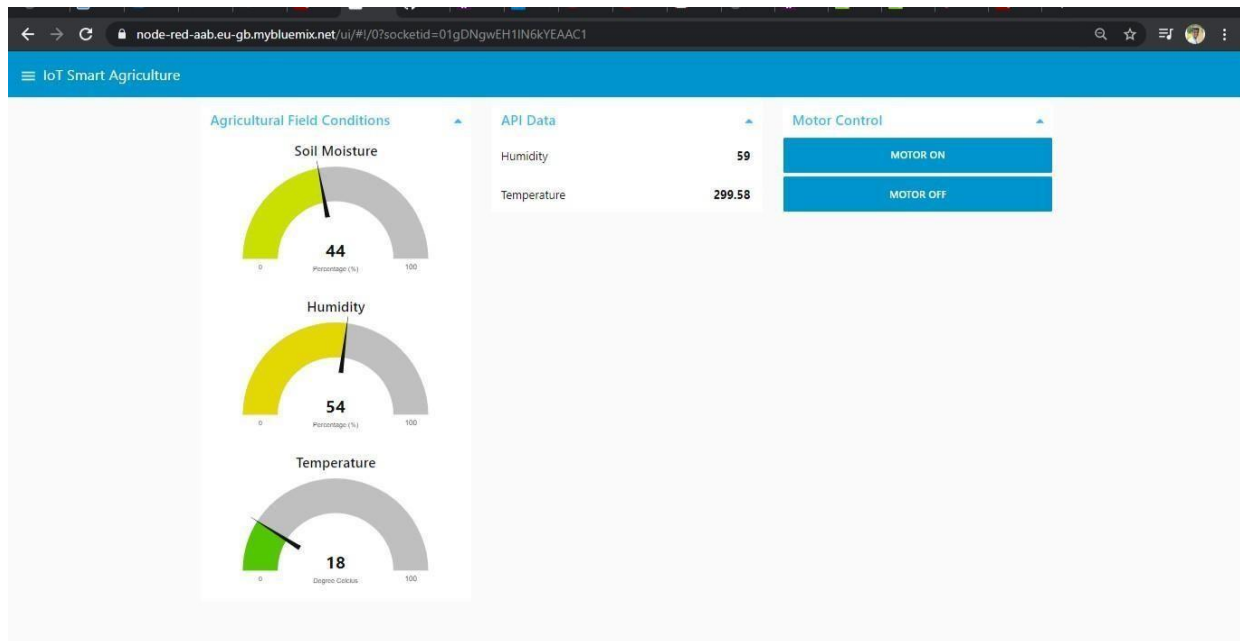 node-red-aab.eu-gb.mybluemix.net/ui/#!/0?socketid=01gDNgwEH1IN6kYEAAC1
IoT Smart Agriculture
Agricultural Field Conditions
Soil Moisture
44
Percentage (%)
0
100
Humidity
54
Percentage (%)
0
100
Temperature
18
Degree Celcius
0
100
API Data
Humidity 59
Temperature 299.58
Motor Control
MOTOR ON
MOTOR OFF